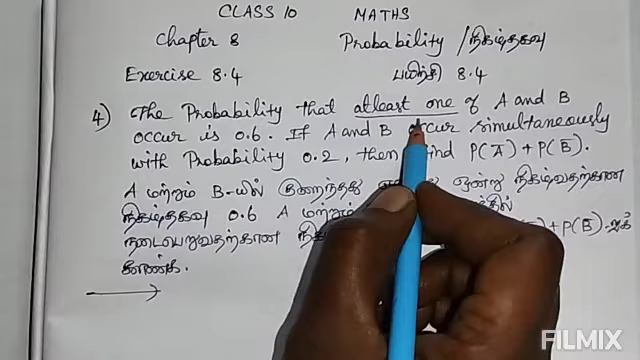 CLASS 10 MATHS
Chapter 8 Probability / நிகழ்தகவு
Exercise 8.4 பயிற்சி 8.4
4) The Probability that atleast one of A and B
occur is 0.6. If A and B occur simultaneously
with Probability 0.2, then find P(A̅)+P(B̅).
A மற்றும் B-யில் குறைந்தது ஒன்று நிகழ்வதற்கான
நிகழ்தகவு 0.6 A மற்றும்
நடைபெறுவதற்கான +P(B̅)-ஐக்
காண்க.
FILMIX